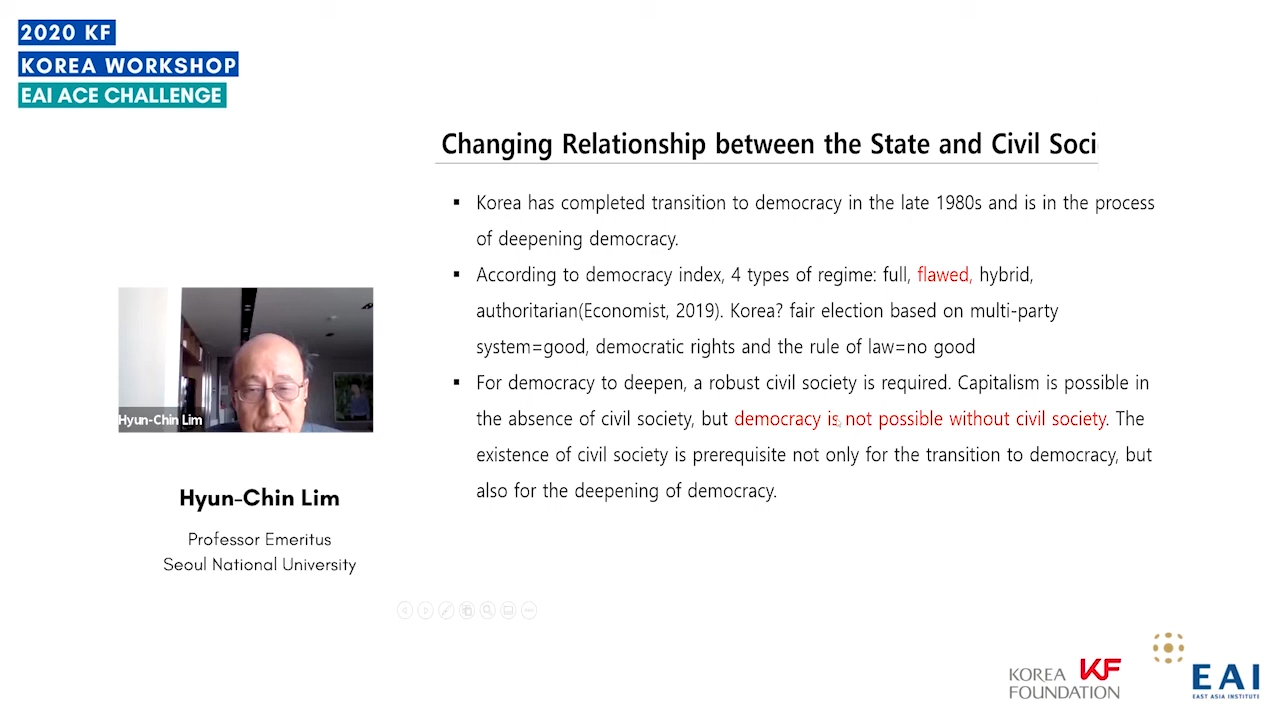 2020 KF
KOREA WORKSHOP
EAI ACE CHALLENGE
Changing Relationship between the State and Civil Soci
▪ Korea has completed transition to democracy in the late 1980s and is in the process
of deepening democracy.
▪ According to democracy index, 4 types of regime: full, flawed, hybrid,
authoritarian(Economist, 2019). Korea? fair election based on multi-party
system=good, democratic rights and the rule of law=no good
▪ For democracy to deepen, a robust civil society is required. Capitalism is possible in
the absence of civil society, but democracy is not possible without civil society. The
existence of civil society is prerequisite not only for the transition to democracy, but
also for the deepening of democracy.
Hyun-Chin Lim
Hyun-Chin Lim
Professor Emeritus
Seoul National University
KOREA KF
FOUNDATION
EAI
EAST ASIA INSTITUTE